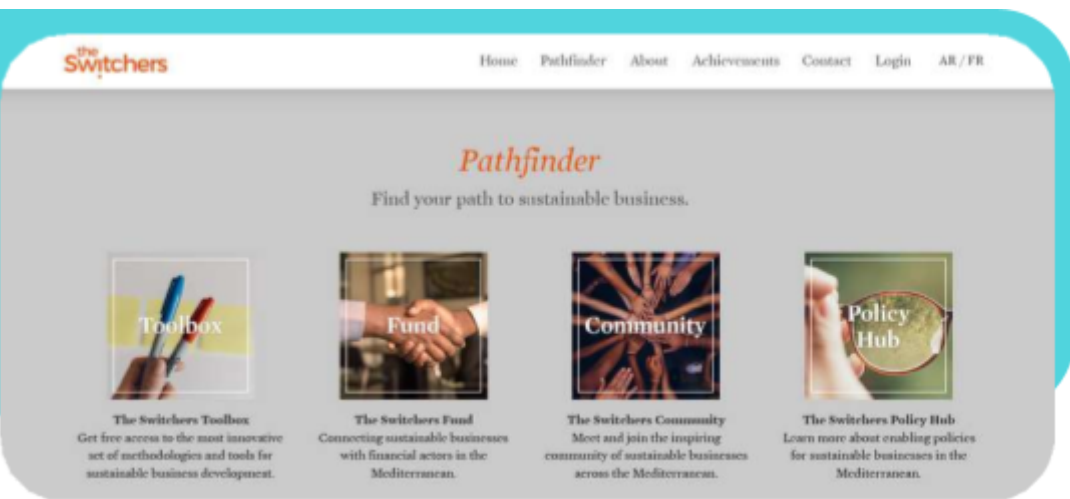 the
Switchers
Home Pathfinder About Achievements Contact Login AR / FR
Pathfinder
Find your path to sustainable business.
Toolbox
Fund
Community
Policy
Hub
The Switchers Toolbox
Get free access to the most innovative
set of methodologies and tools for
sustainable business development.
The Switchers Fund
Connecting sustainable businesses
with financial actors in the
Mediterranean.
The Switchers Community
Meet and join the inspiring
community of sustainable businesses
across the Mediterranean.
The Switchers Policy Hub
Learn more about enabling policies
for sustainable businesses in the
Mediterranean.